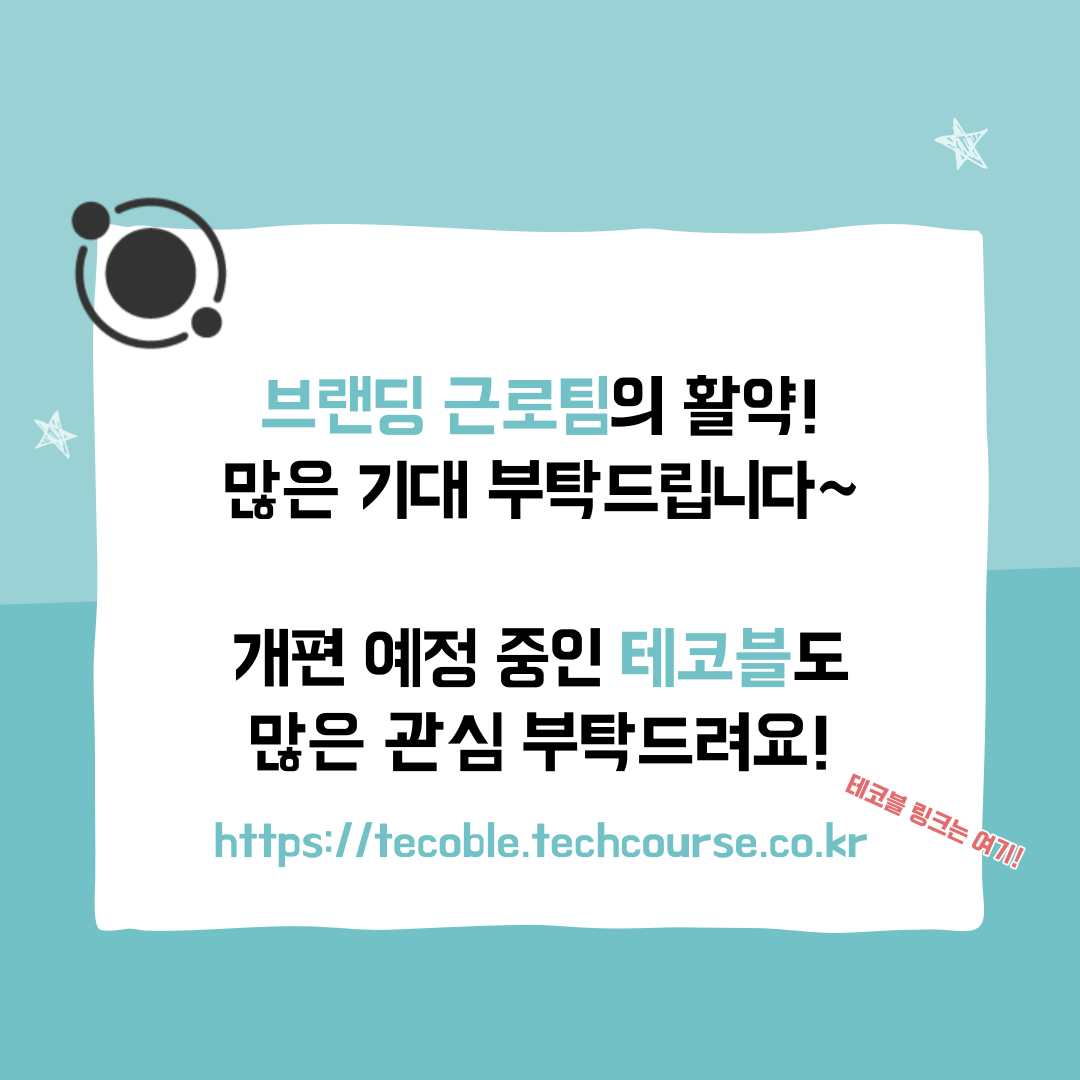 브랜딩 근로팀의 활약!
많은 기대 부탁드립니다~
개편 예정 중인 테코블도
많은 관심 부탁드려요!
테코블 링크는 여기!
https://tecoble.techcourse.co.kr